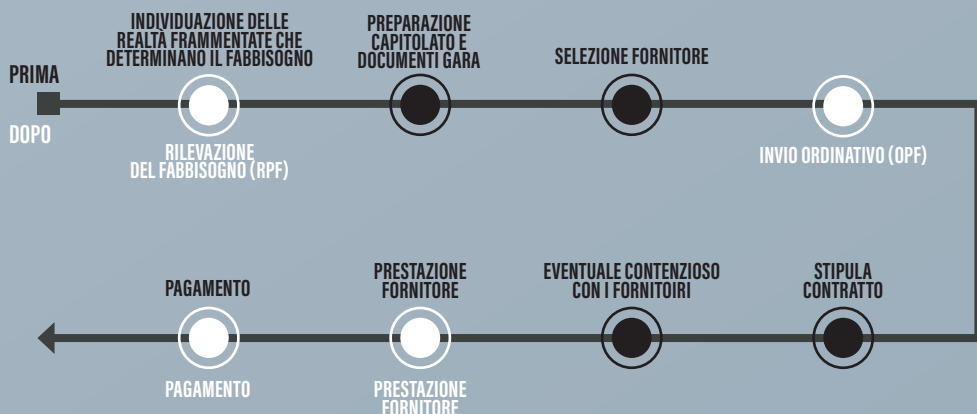 INDIVIDUAZIONE DELLE
REALTÀ FRAMMENTATE CHE
DETERMINANO IL FABBISOGNO
PREPARAZIONE
CAPITOLATO E
DOCUMENTI GARA
SELEZIONE FORNITORE
PRIMA
DOPO
RILEVAZIONE
DEL FABBISOGNO (RPF)
INVIO ORDINATIVO (OPF)
PAGAMENTO
PRESTAZIONE
FORNITORE
EVENTUALE CONTENZIOSO
CON I FORNITOIRI
STIPULA
CONTRATTO
PAGAMENTO
PRESTAZIONE
FORNITORE